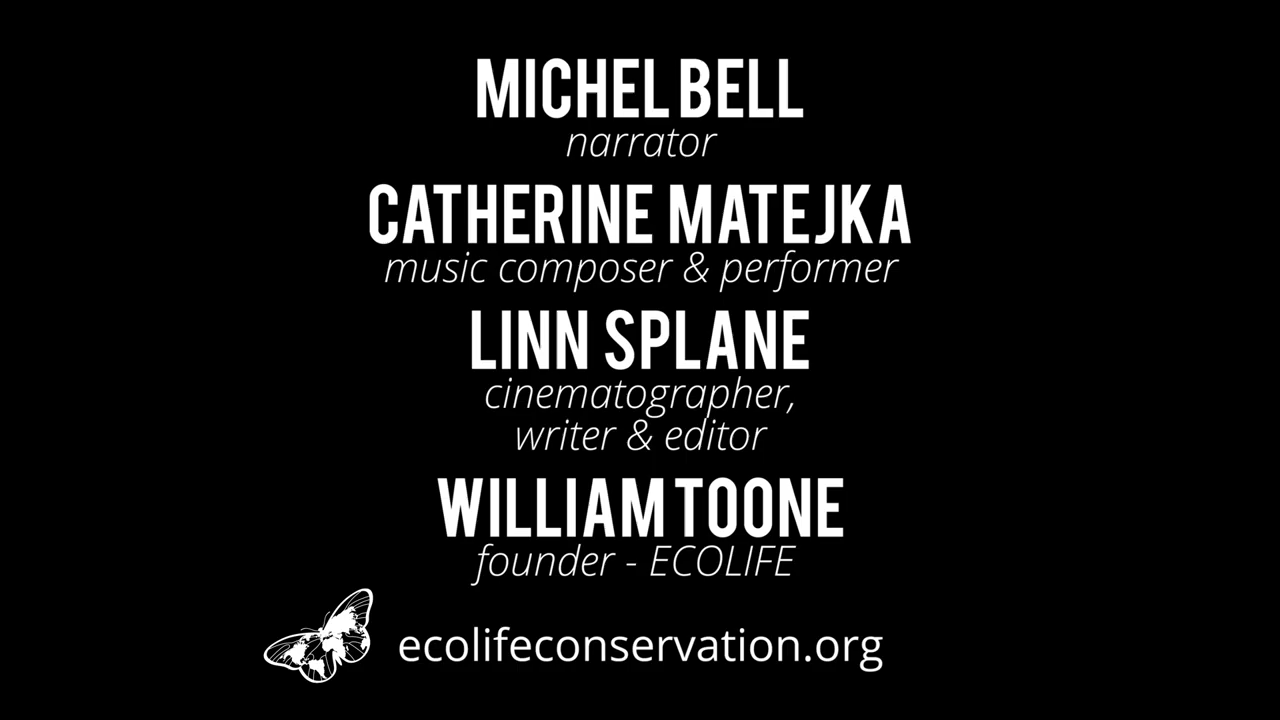 MICHEL BELL
narrator
CATHERINE MATEJKA
music composer & performer
LINN SPLANE
cinematographer,
writer & editor
WILLIAM TOONE
founder - ECOLIFE
ecolifeconservation.org